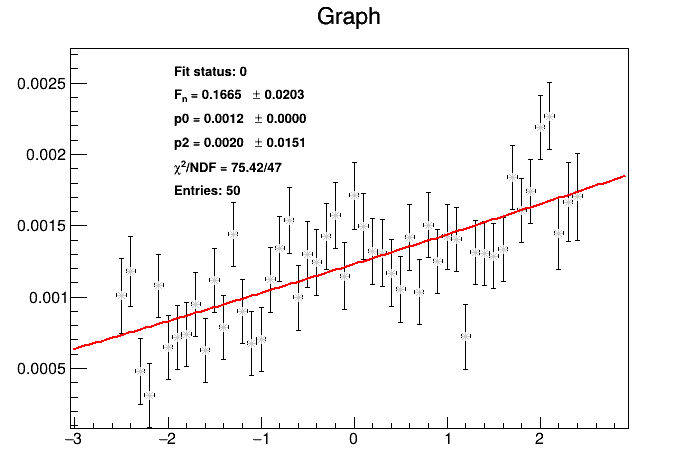 Graph
Fit status: 0
Fn = 0.1665 ± 0.0203
p0 = 0.0012 ± 0.0000
p2 = 0.0020 ± 0.0151
χ²/NDF = 75.42/47
Entries: 50
0.0025
0.002
0.0015
0.001
0.0005
−3 −2 −1 0 1 2